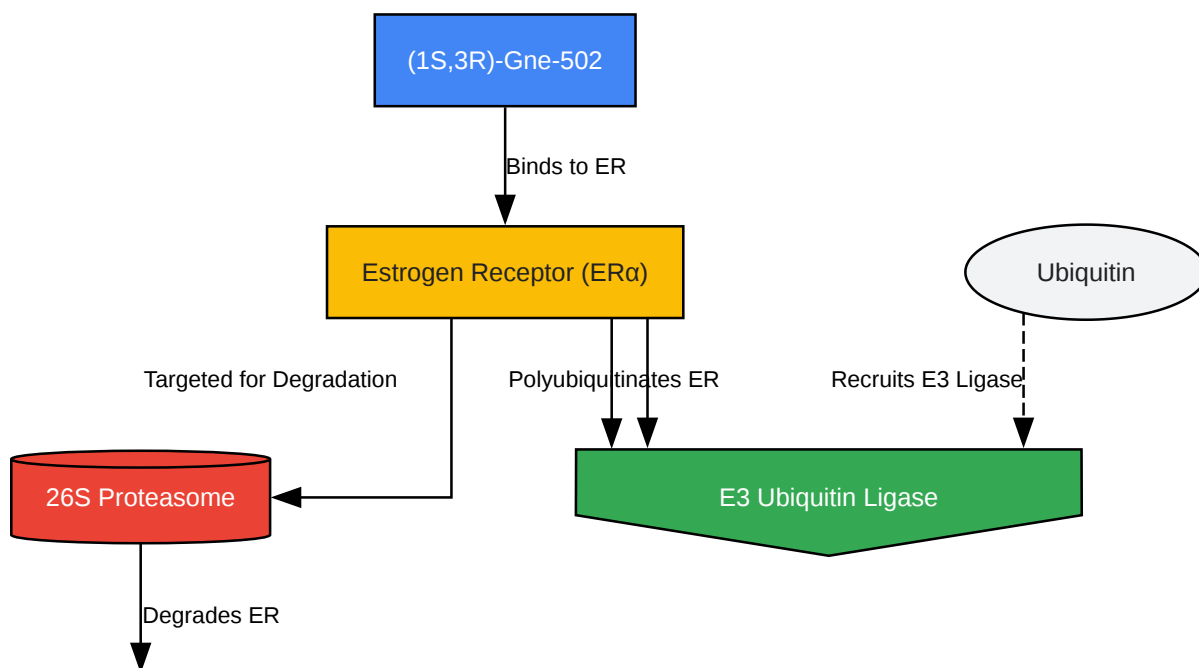 (1S,3R)-Gne-502
Binds to ER
Estrogen Receptor (ERα)
Ubiquitin
Targeted for Degradation
Polyubiquitinates ER
Recruits E3 Ligase
26S Proteasome
E3 Ubiquitin Ligase
Degrades ER